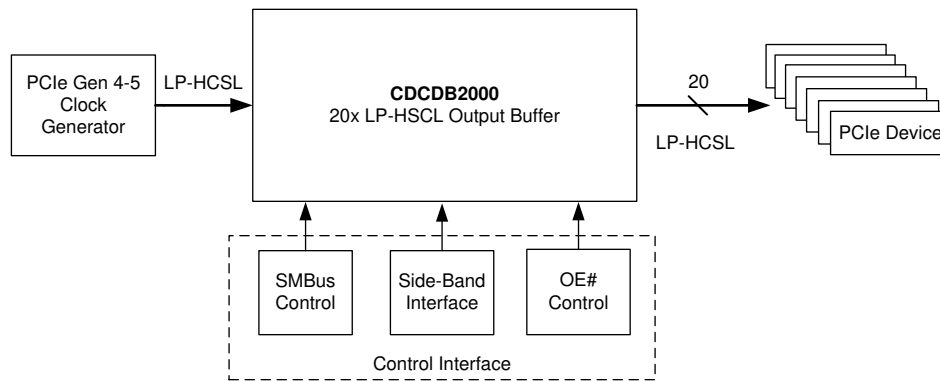 PCIe Gen 4-5
Clock
Generator
LP-HCSL
CDCDB2000
20x LP-HSCL Output Buffer
20
LP-HCSL
PCIe Device
SMBus
Control
Side-Band
Interface
OE#
Control
Control Interface